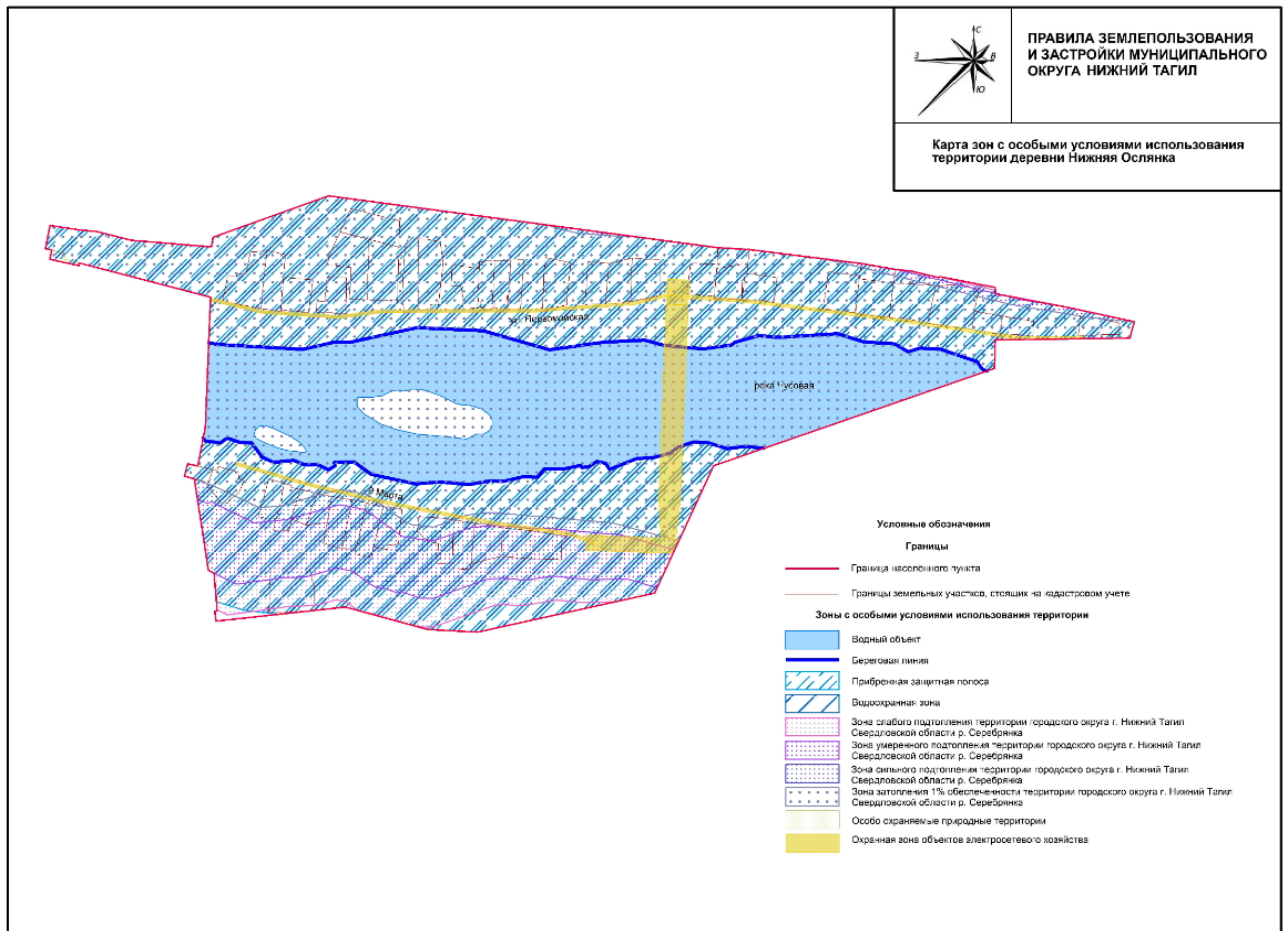 С
З
В
Ю
ПРАВИЛА ЗЕМЛЕПОЛЬЗОВАНИЯ
И ЗАСТРОЙКИ МУНИЦИПАЛЬНОГО
ОКРУГА НИЖНИЙ ТАГИЛ
Карта зон с особыми условиями использования
территории деревни Нижняя Ослянка
ул. Первомайская
река Чусовая
8 Марта
Условные обозначения
Границы
Граница населённого пункта
Границы земельных участков, стоящих на кадастровом учете
Зоны с особыми условиями использования территории
Водный объект
Береговая линия
Прибрежная защитная полоса
Водоохранная зона
Зона слабого подтопления территории городского округа г. Нижний Тагил
Свердловской области р. Серебрянка
Зона умеренного подтопления территории городского округа г. Нижний Тагил
Свердловской области р. Серебрянка
Зона сильного подтопления территории городского округа г. Нижний Тагил
Свердловской области р. Серебрянка
Зона затопления 1% обеспеченности территории городского округа г. Нижний Тагил
Свердловской области р. Серебрянка
Особо охраняемые природные территории
Охранная зона объектов электросетевого хозяйства